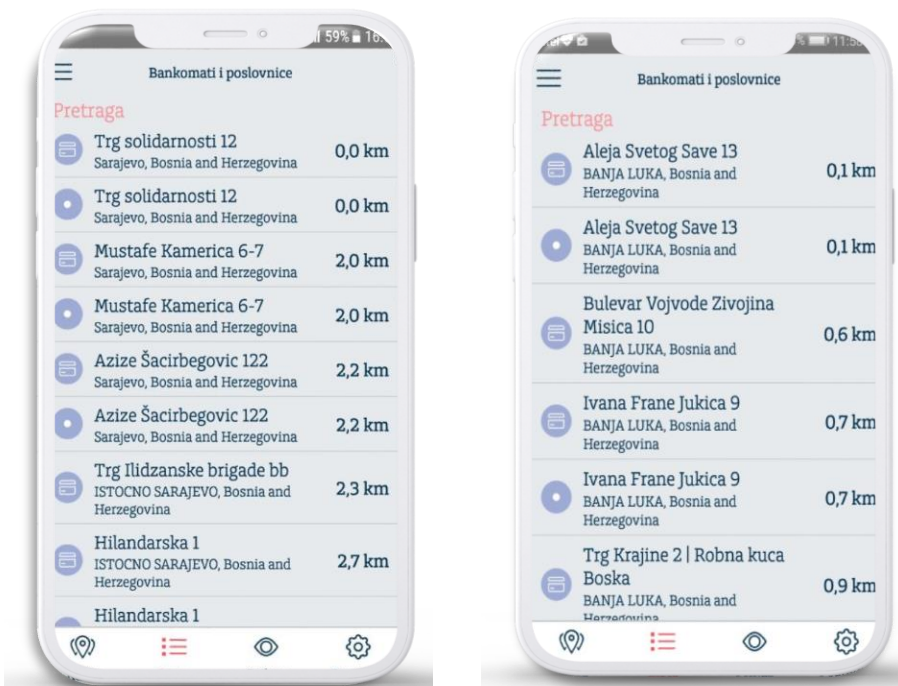 59% 16:
Bankomati i poslovnice
Pretraga
Trg solidarnosti 12
Sarajevo, Bosnia and Herzegovina
0,0 km
Trg solidarnosti 12
Sarajevo, Bosnia and Herzegovina
0,0 km
Mustafe Kamerica 6-7
Sarajevo, Bosnia and Herzegovina
2,0 km
Mustafe Kamerica 6-7
Sarajevo, Bosnia and Herzegovina
2,0 km
Azize Šacirbegovic 122
Sarajevo, Bosnia and Herzegovina
2,2 km
Azize Šacirbegovic 122
Sarajevo, Bosnia and Herzegovina
2,2 km
Trg Ilidzanske brigade bb
ISTOCNO SARAJEVO, Bosnia and
Herzegovina
2,3 km
Hilandarska 1
ISTOCNO SARAJEVO, Bosnia and
Herzegovina
2,7 km
Hilandarska 1
Bankomati i poslovnice
Pretraga
Aleja Svetog Save 13
BANJA LUKA, Bosnia and
Herzegovina
0,1 km
Aleja Svetog Save 13
BANJA LUKA, Bosnia and
Herzegovina
0,1 km
Bulevar Vojvode Zivojina
Misica 10
BANJA LUKA, Bosnia and
Herzegovina
0,6 km
Ivana Frane Jukica 9
BANJA LUKA, Bosnia and
Herzegovina
0,7 km
Ivana Frane Jukica 9
BANJA LUKA, Bosnia and
Herzegovina
0,7 km
Trg Krajine 2 | Robna kuca
Boska
BANJA LUKA, Bosnia and
Herzegovina
0,9 km